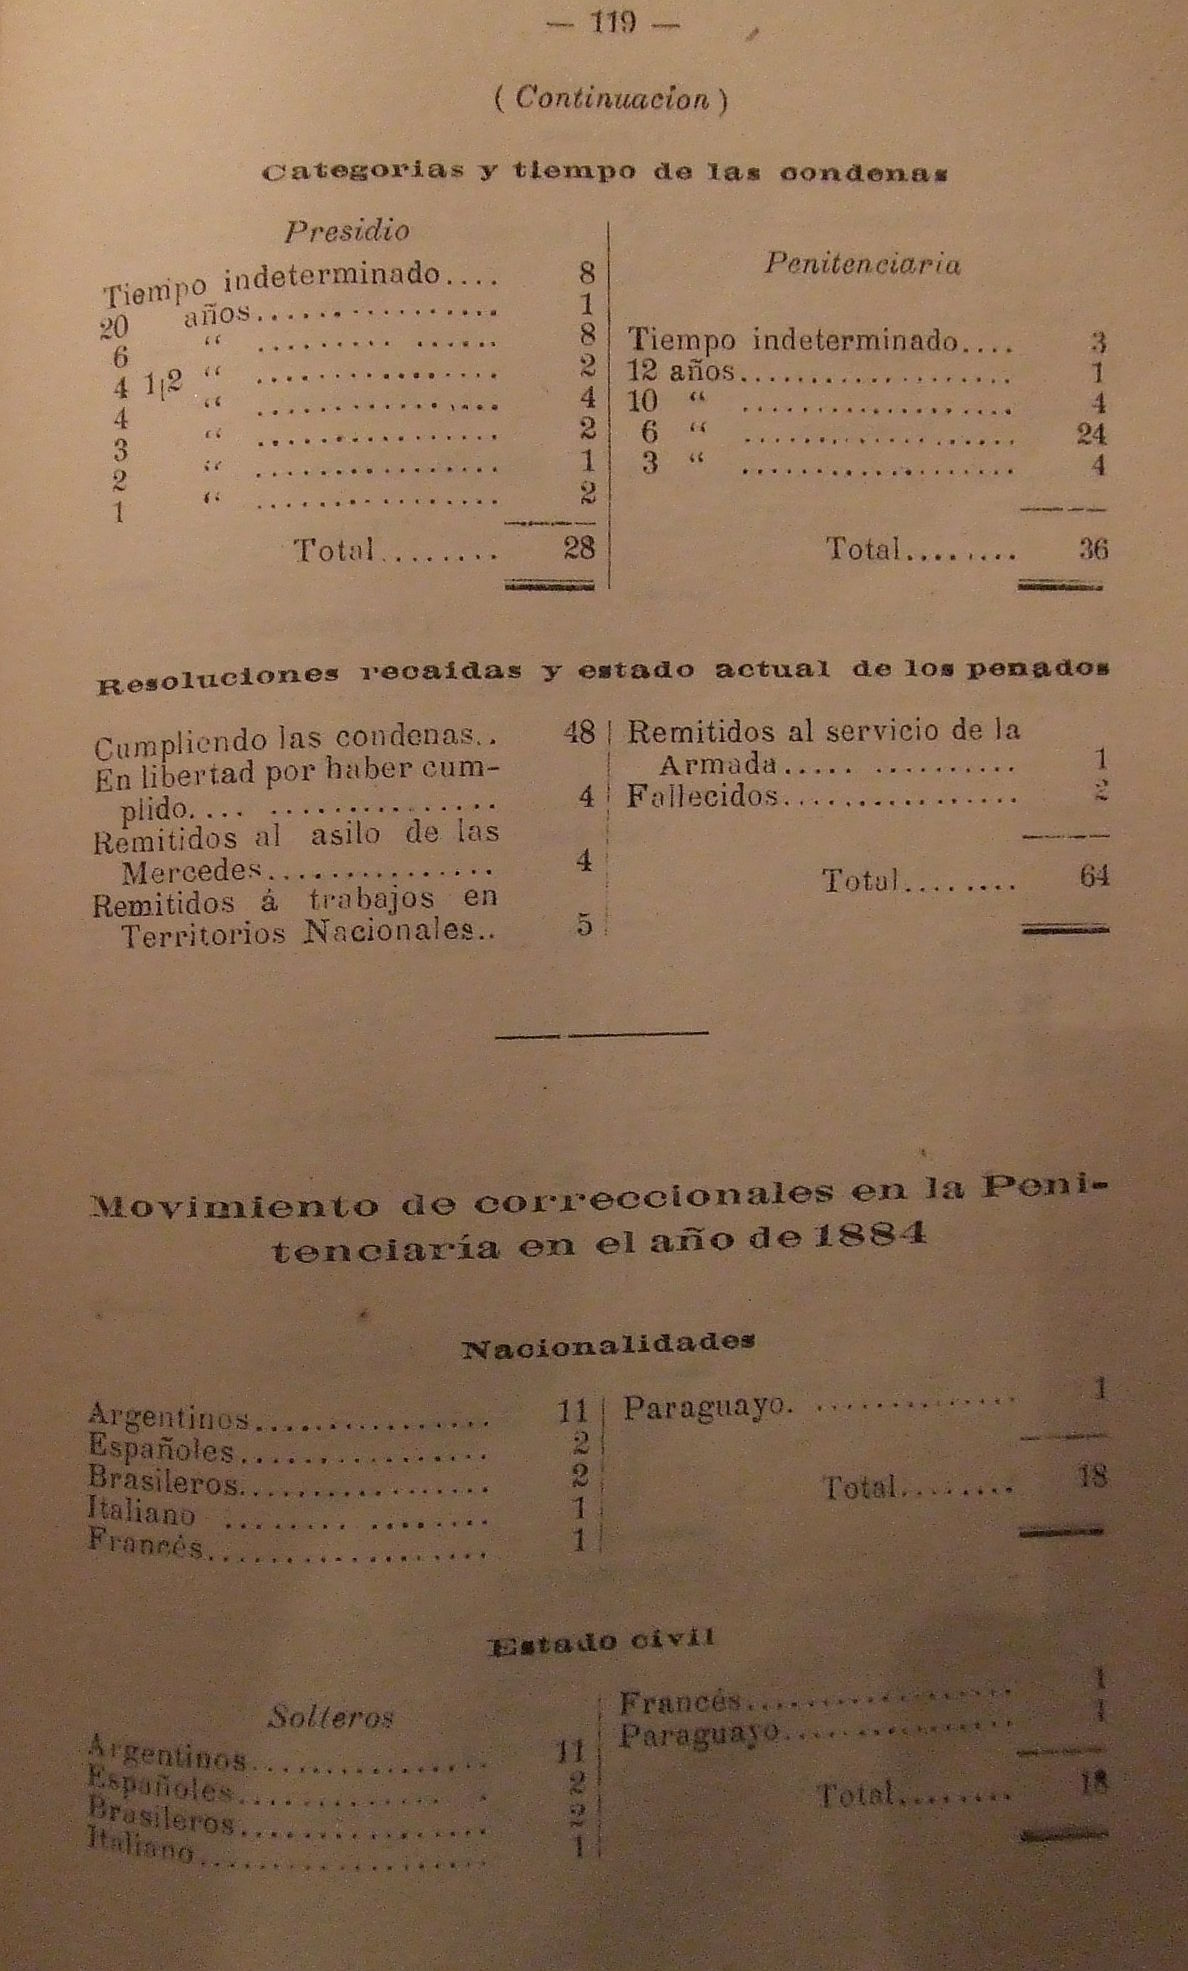 — 119 —
( Continuacion )
Categorias y tiempo de las condenas
Presidio
Tiempo indeterminado.... 8
20 años................. 1
6 “ ......... ...... 8
4 1|2 “ ................ 2
4 “ ................ 4
3 “ ................ 2
2 “ ................ 1
1 “ ................ 2
Total........ 28
Penitenciaria
Tiempo indeterminado.... 3
12 años................... 1
10 “ ................... 4
6 “ ................... 24
3 “ ................... 4
Total........ 36
Resoluciones recaidas y estado actual de los penados
Cumpliendo las condenas.. 48
En libertad por haber cum-
plido.... ............... 4
Remitidos al asilo de las
Mercedes................ 4
Remitidos á trabajos en
Territorios Nacionales.. 5
Remitidos al servicio de la
Armada..... .......... 1
Fallecidos................. 2
Total........ 64
Movimiento de correccionales en la Peni-
tenciaría en el año de 1884
Nacionalidades
Argentinos................ 11
Españoles................. 2
Brasileros................. 2
Italiano ........ ........ 1
Francés.................... 1
Paraguayo. .............. 1
Total........ 18
Estado civil
Solteros
Argentinos................ 11
Españoles.............. . 2
Brasileros................. 2
Italiano.................... 1
Francés................... 1
Paraguayo................ 1
Total........ 18